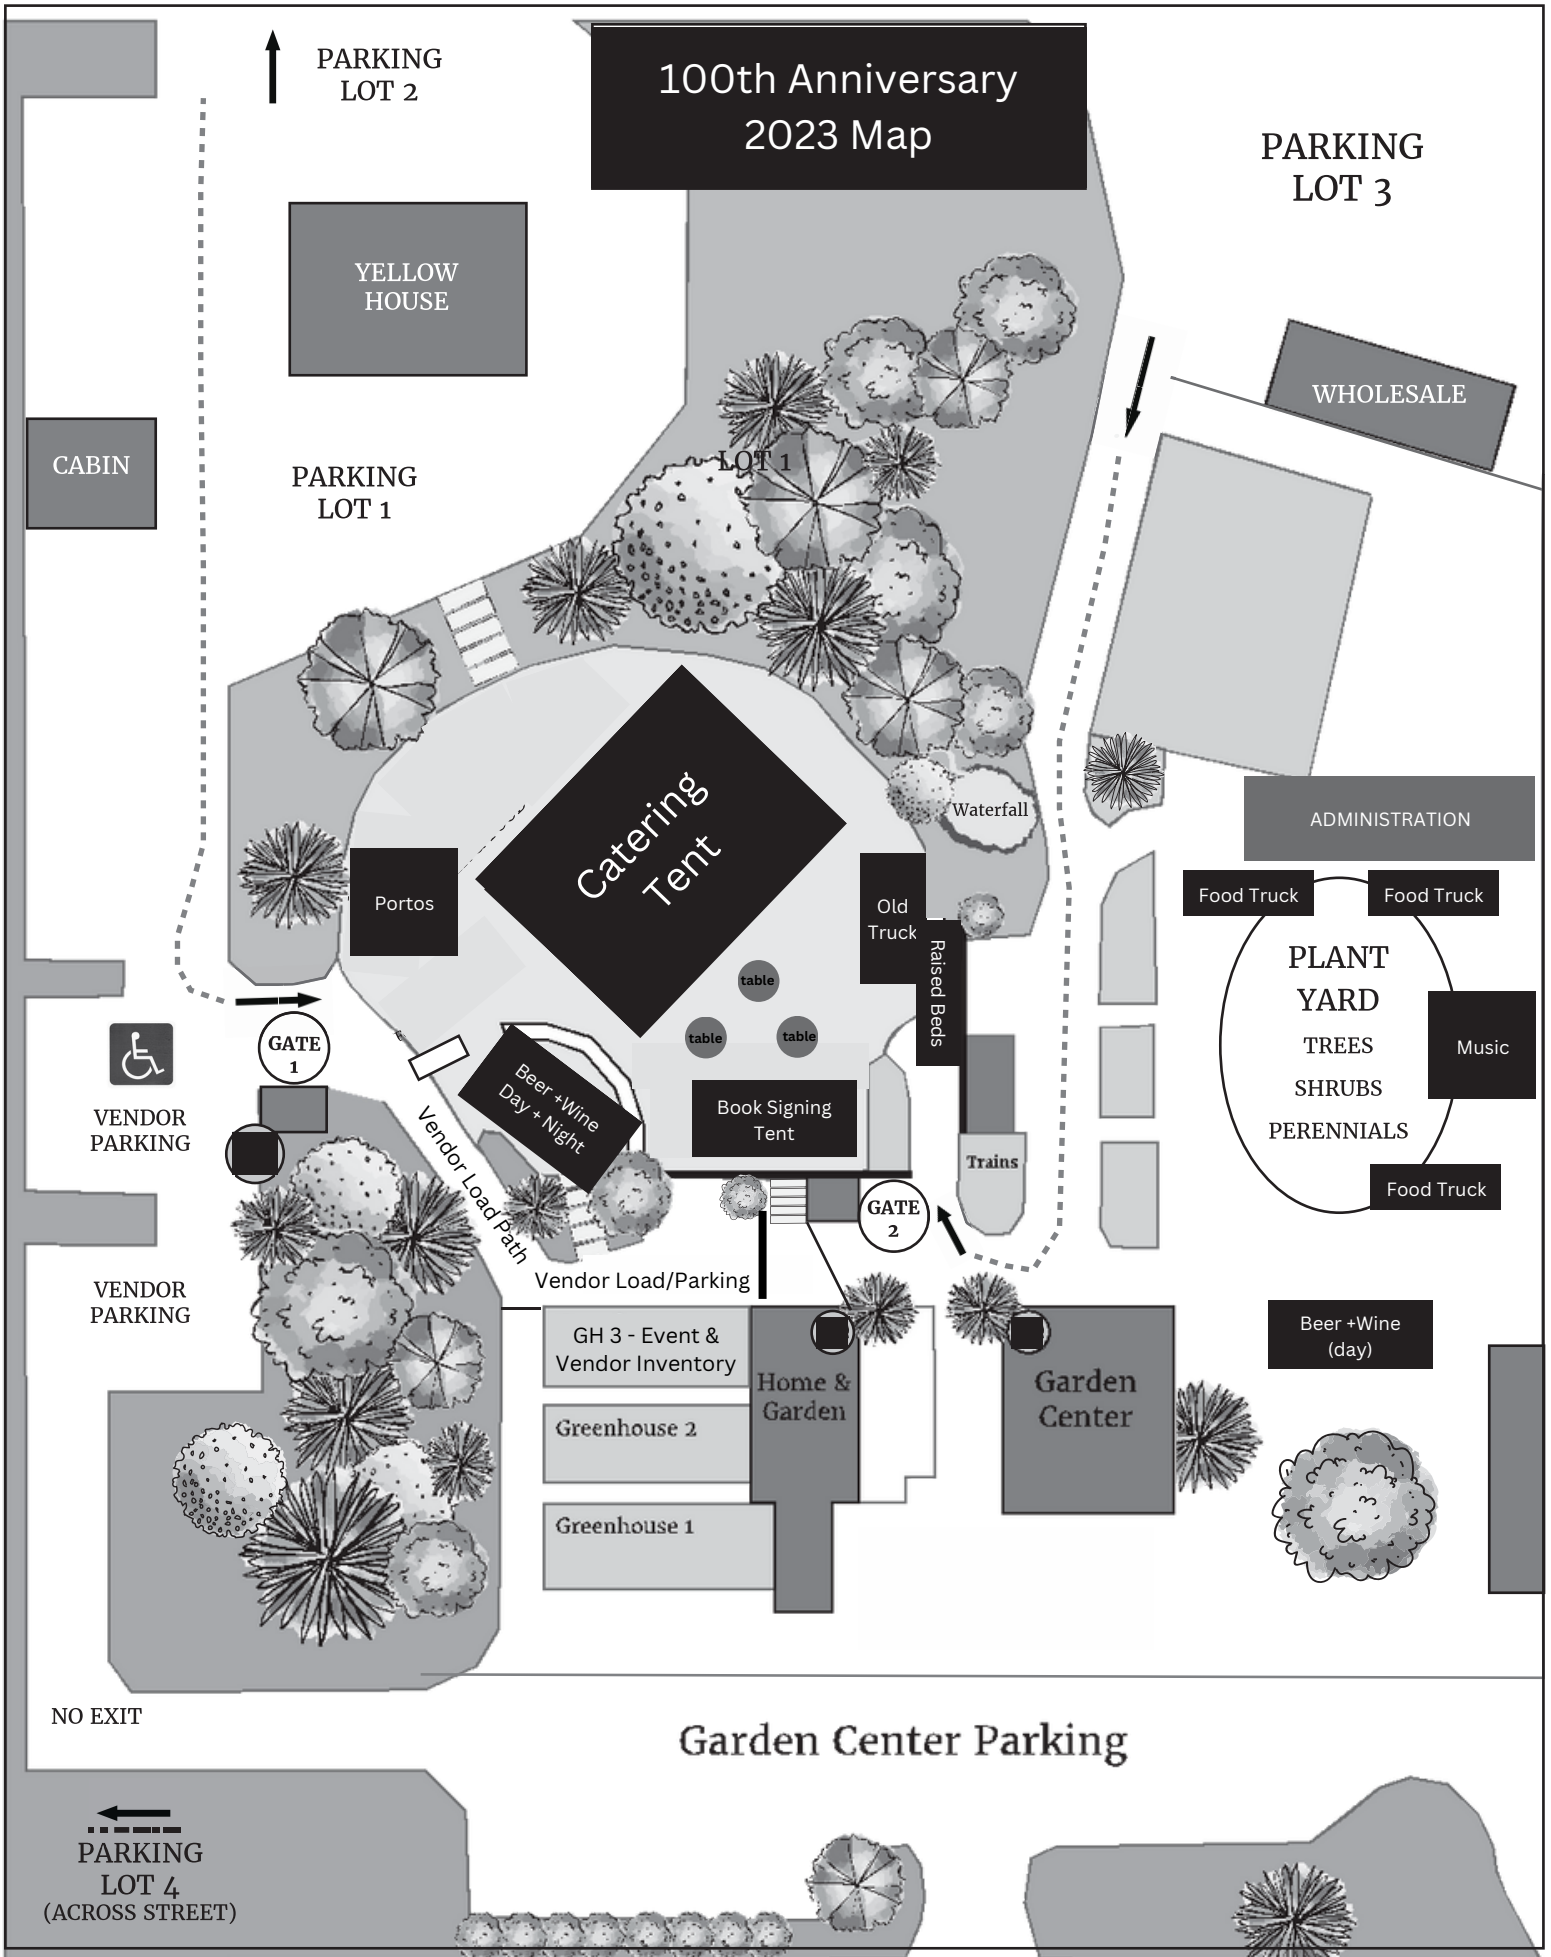 PARKING
LOT 2
100th Anniversary
2023 Map
PARKING
LOT 3
YELLOW
HOUSE
WHOLESALE
CABIN
LOT 1
PARKING
LOT 1
Catering
Tent
Waterfall
ADMINISTRATION
Portos
Old
Truck
Raised Beds
Food Truck
Food Truck
PLANT
YARD
TREES
SHRUBS
PERENNIALS
Music
Food Truck
table
table
table
GATE
1
VENDOR
PARKING
Beer +Wine
Day + Night
Book Signing
Tent
Vendor Load Path
Trains
GATE
2
VENDOR
PARKING
Vendor Load/Parking
GH 3 - Event &
Vendor Inventory
Home &
Garden
Garden
Center
Beer +Wine
(day)
Greenhouse 2
Greenhouse 1
NO EXIT
Garden Center Parking
PARKING
LOT 4
(ACROSS STREET)